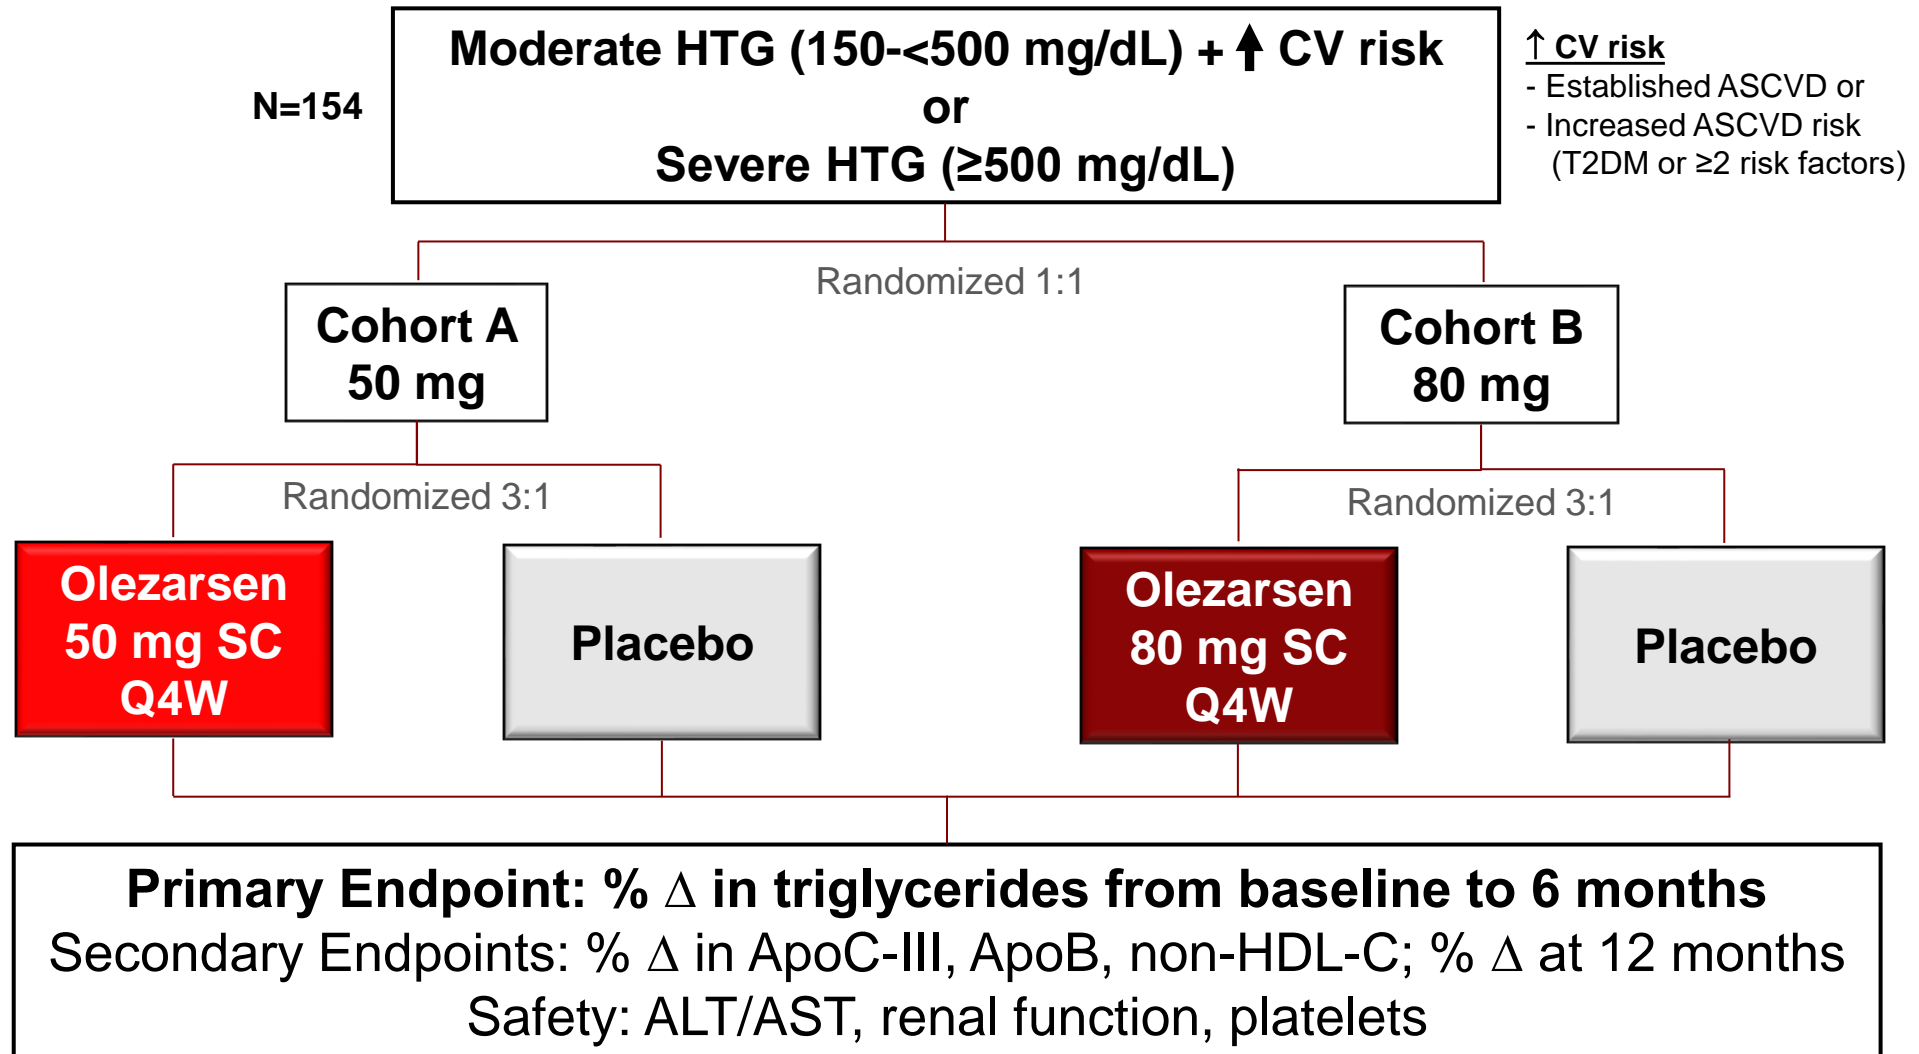 Moderate HTG (150-<500 mg/dL) + ⬆ CV risk
or
Severe HTG (≥500 mg/dL)
N=154
↑ CV risk
- Established ASCVD or
- Increased ASCVD risk
(T2DM or ≥2 risk factors)
Randomized 1:1
Cohort A
50 mg
Cohort B
80 mg
Randomized 3:1
Randomized 3:1
Olezarsen
50 mg SC
Q4W
Placebo
Olezarsen
80 mg SC
Q4W
Placebo
Primary Endpoint: % Δ in triglycerides from baseline to 6 months
Secondary Endpoints: % Δ in ApoC-III, ApoB, non-HDL-C; % Δ at 12 months
Safety: ALT/AST, renal function, platelets